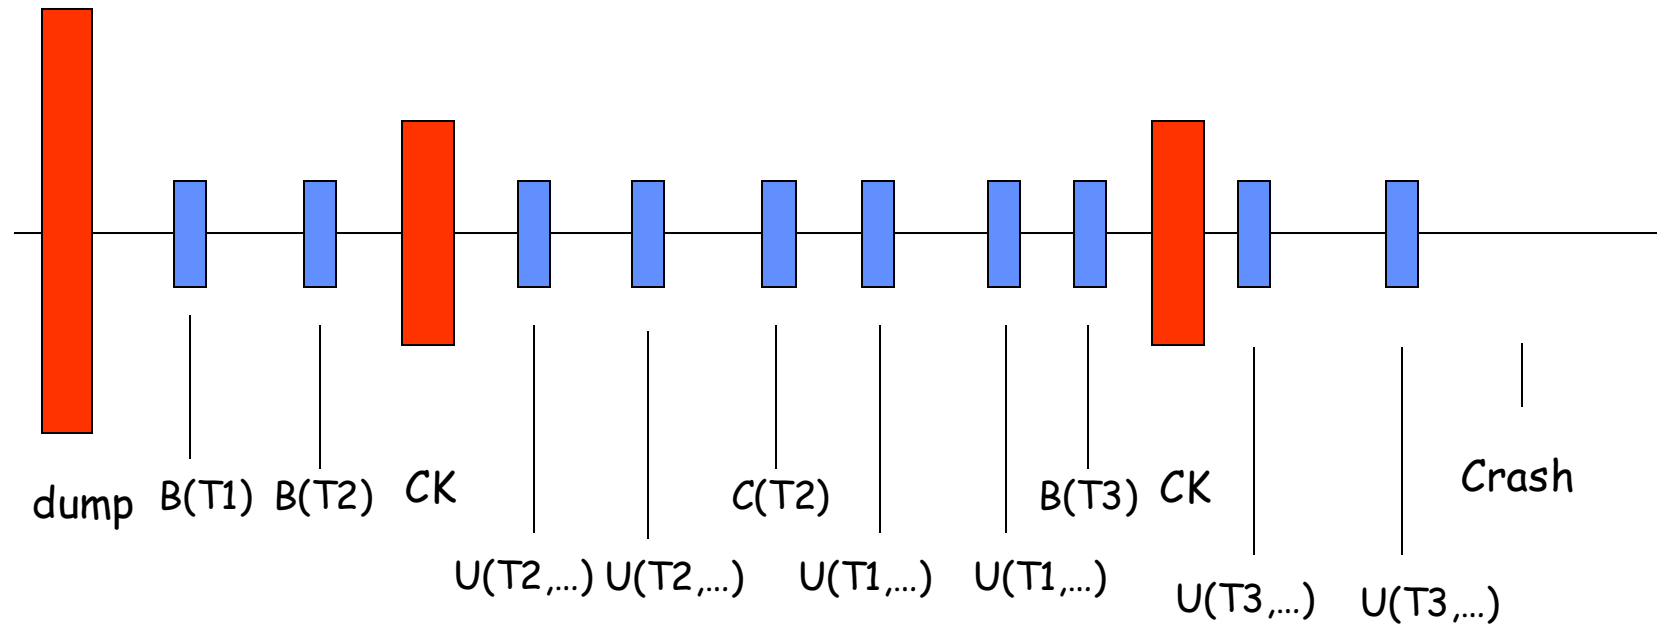 dump B(T1) B(T2) CK C(T2) B(T3) CK Crash
U(T2,...) U(T2,...) U(T1,...) U(T1,...) U(T3,...) U(T3,...)